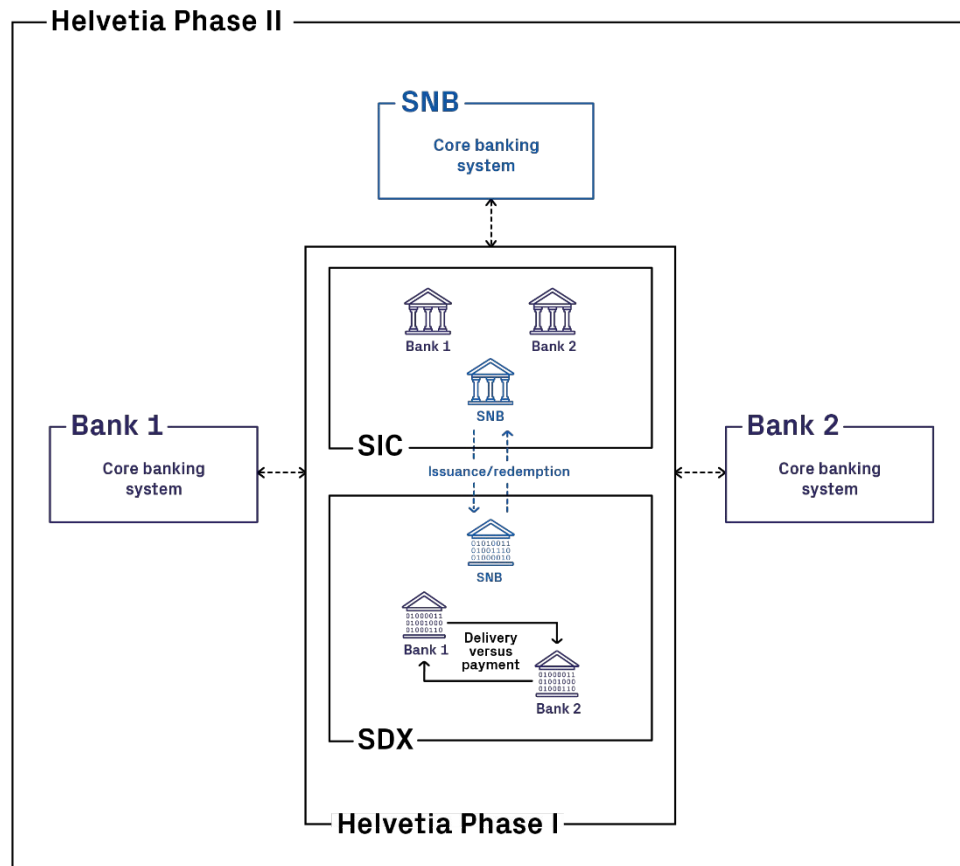 Helvetia Phase II
SNB
Core banking
system
Bank 1
Bank 2
SNB
SIC
Bank 1
Core banking
system
Bank 2
Core banking
system
Issuance/redemption
01010011
01001110
01000010
SNB
01000011
01001000
01000110
Bank 1
Delivery
versus
payment
01000011
01001000
01000110
Bank 2
SDX
Helvetia Phase I